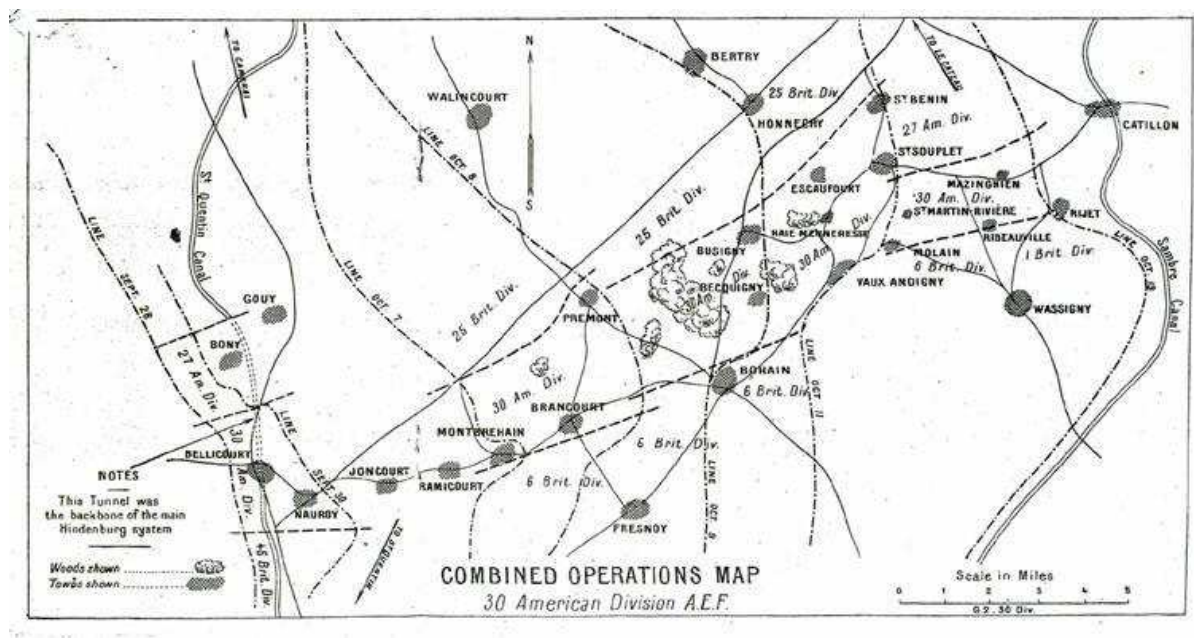 TO CAMBRAI
N
S
BERTRY
TO LE CATEAU
WALINCOURT
25 Brit. Div.
ST BENIN
HONNECHY
27 Am. Div.
CATILLON
LINE OCT. 8
ST SOUPLET
ESCAUFOURT
MAZINGHIEN
St Quentin Canal
25 Brit. Div.
30 Am. Div.
ST MARTIN-RIVIÈRE
RIJET
HAIE MENNERESSE
RIBEAUVILLE
LINE SEPT. 28
BUSIGNY
30 Am. Div.
MOLAIN
1 Brit. Div.
LINE OCT. 19
Sambre Canal
LINE OCT 7
6 Brit. Div.
BECQUIGNY
VAUX ANDIGNY
30 Am. Div.
GOUY
25 Brit. Div.
PREMONT
WASSIGNY
BONY
27 Am. Div.
LINE OCT 11
30 Am. Div.
BOHAIN
6 Brit. Div.
BRANCOURT
LINE SEPT 30
MONTBREHAIN
30 Am. Div.
6 Brit. Div.
BELLICOURT
JONCOURT
RAMICOURT
6 Brit. Div.
LINE OCT 9
NAUROY
FRESNOY
NOTES
This Tunnel was
the backbone of the main
Hindenburg system
TO ST QUENTIN
46 Brit. Div.
Woods shown
Towns shown
COMBINED OPERATIONS MAP
30 American Division A.E.F.
Scale in Miles
0 1 2 3 4 5
G.2.30 Div.